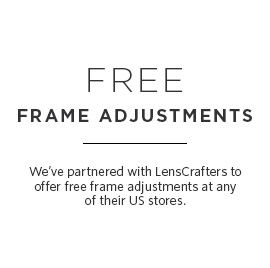 FREE
FRAME ADJUSTMENTS
We've partnered with LensCrafters to
offer free frame adjustments at any
of their US stores.